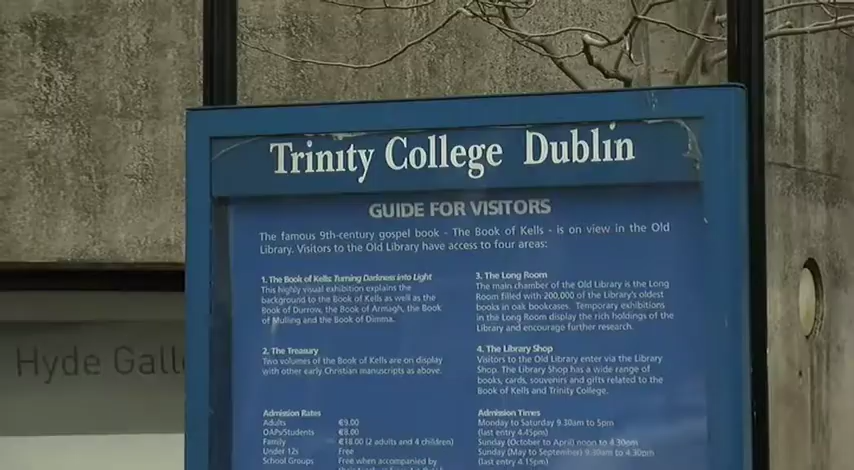 Trinity College Dublin
GUIDE FOR VISITORS
The famous 9th-century gospel book - The Book of Kells - is on view in the Old
Library. Visitors to the Old Library have access to four areas:
1. The Book of Kells: Turning Darkness into Light
This highly visual exhibition explains the
background to the Book of Kells as well as the
Book of Durrow, the Book of Armagh, the Book
of Mulling and the Book of Dimma.
2. The Treasury
Two volumes of the Book of Kells are on display
with other early Christian manuscripts as above.
3. The Long Room
The main chamber of the Old Library is the Long
Room filled with 200,000 of the Library's oldest
books in oak bookcases. Temporary exhibitions
in the Long Room display the rich holdings of the
Library and encourage further research.
4. The Library Shop
Visitors to the Old Library enter via the Library
Shop. The Library Shop has a wide range of
books, cards, souvenirs and gifts related to the
Book of Kells and Trinity College.
Admission Rates
Adults €9.00
OAPs/Students €8.00
Family €18.00 (2 adults and 4 children)
Under 12s Free
School Groups Free when accompanied by
Admission Times
Monday to Saturday 9.30am to 5pm
(last entry 4.45pm)
Sunday (October to April) noon to 4.30pm
Sunday (May to September) 9.30am to 4.30pm
(last entry 4.15pm)
Hyde Gall